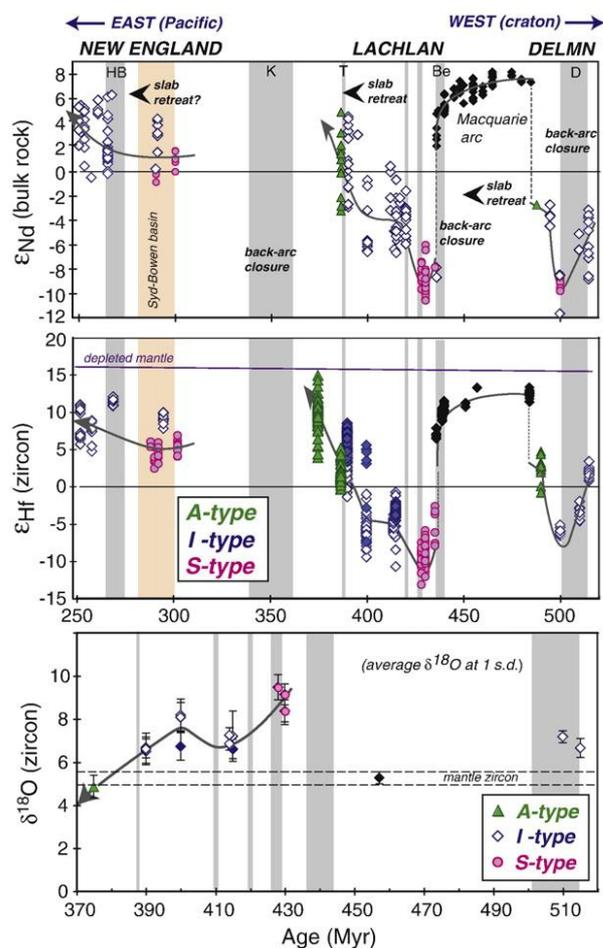 EAST (Pacific) WEST (craton)
NEW ENGLAND LACHLAN DELMN
HB K T Be D
slab retreat?
slab retreat
Macquarie arc
back-arc closure
slab retreat
Syd-Bowen basin
back-arc closure
back-arc closure
εNd (bulk rock)
8
6
4
2
0
-2
-4
-6
-8
-10
-12
depleted mantle
εHf (zircon)
20
15
10
5
0
-5
-10
-15
A-type
I -type
S-type
250 300 350 400 450 500
(average δ18O at 1 s.d.)
mantle zircon
δ18O (zircon)
12
10
8
6
4
2
0
A-type
I -type
S-type
370 390 410 430 450 470 490 510
Age (Myr)